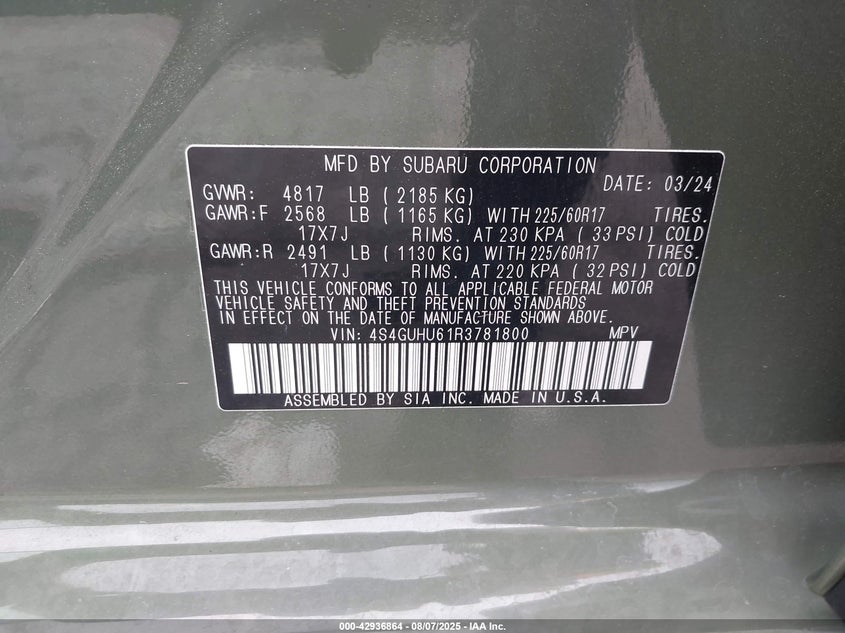 MFD BY SUBARU CORPORATION
DATE: 03/24
GVWR: 4817 LB ( 2185 KG)
GAWR:F 2568 LB ( 1165 KG) WITH 225/60R17 TIRES.
17X7J RIMS. AT 230 KPA ( 33 PSI) COLD
GAWR:R 2491 LB ( 1130 KG) WITH 225/60R17 TIRES.
17X7J RIMS. AT 220 KPA ( 32 PSI) COLD
THIS VEHICLE CONFORMS TO ALL APPLICABLE FEDERAL MOTOR
VEHICLE SAFETY AND THEFT PREVENTION STANDARDS
IN EFFECT ON THE DATE OF MANUFACTURE SHOWN ABOVE.
VIN: 4S4GUHU61R3781800 MPV
ASSEMBLED BY SIA INC. MADE IN U.S.A.
000-42936864 - 08/07/2025 - IAA Inc.